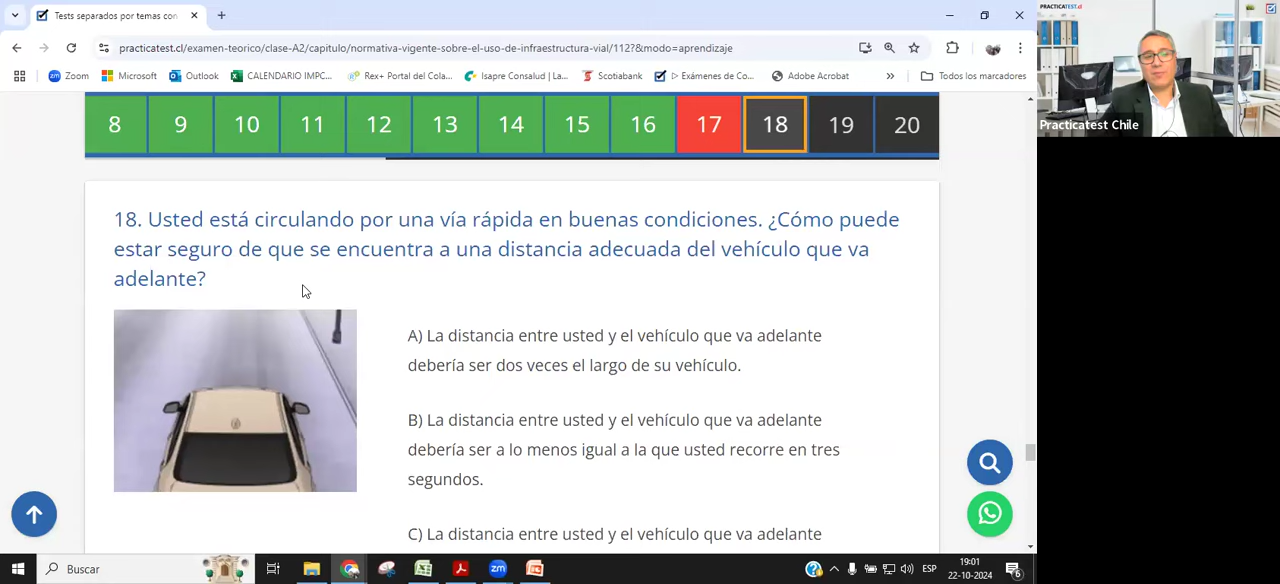 Tests separados por temas con
practicatest.cl/examen-teorico/clase-A2/capitulo/normativa-vigente-sobre-el-uso-de-infraestructura-vial/112?&modo=aprendizaje
Zoom
Microsoft
Outlook
CALENDARIO IMPC...
Rex+ Portal del Cola...
Isapre Consalud | La...
Scotiabank
▷ Exámenes de Co...
Adobe Acrobat
»
Todos los marcadores
PRACTICATEST.cl
Practicatest Chile
8 9 10 11 12 13 14 15 16 17 18 19 20
18. Usted está circulando por una vía rápida en buenas condiciones. ¿Cómo puede
estar seguro de que se encuentra a una distancia adecuada del vehículo que va
adelante?
A) La distancia entre usted y el vehículo que va adelante
debería ser dos veces el largo de su vehículo.
B) La distancia entre usted y el vehículo que va adelante
debería ser a lo menos igual a la que usted recorre en tres
segundos.
C) La distancia entre usted y el vehículo que va adelante
Buscar
ESP
19:01
22-10-2024
6